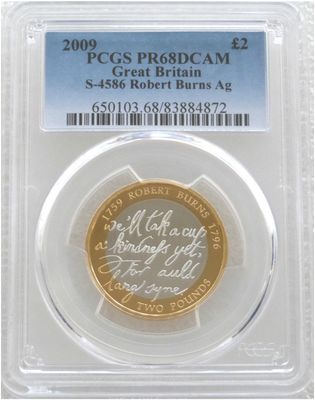 2009 £2
PCGS PR68DCAM
Great Britain
S-4586 Robert Burns Ag
650103.68/83884872
1759 ROBERT BURNS 1796
we'll tak a cup
a' kindness yet,
For auld
lang syne
TWO POUNDS